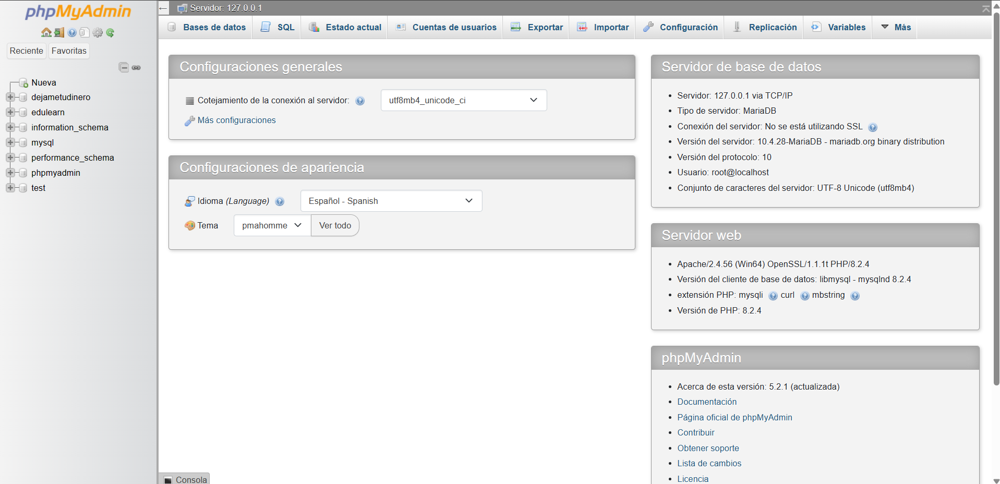 phpMyAdmin
Reciente Favoritas
Nueva
dejametudinero
edulearn
information_schema
mysql
performance_schema
phpmyadmin
test
Servidor: 127.0.0.1
Bases de datos SQL Estado actual Cuentas de usuarios Exportar Importar Configuración Replicación Variables Más
Configuraciones generales
Cotejamiento de la conexión al servidor: utf8mb4_unicode_ci
Más configuraciones
Configuraciones de apariencia
Idioma (Language) Español - Spanish
Tema pmahomme Ver todo
Servidor de base de datos
Servidor: 127.0.0.1 via TCP/IP
Tipo de servidor: MariaDB
Conexión del servidor: No se está utilizando SSL
Versión del servidor: 10.4.28-MariaDB - mariadb.org binary distribution
Versión del protocolo: 10
Usuario: root@localhost
Conjunto de caracteres del servidor: UTF-8 Unicode (utf8mb4)
Servidor web
Apache/2.4.56 (Win64) OpenSSL/1.1.1t PHP/8.2.4
Versión del cliente de base de datos: libmysql - mysqlnd 8.2.4
extensión PHP: mysqli curl mbstring
Versión de PHP: 8.2.4
phpMyAdmin
Acerca de esta versión: 5.2.1 (actualizada)
Documentación
Página oficial de phpMyAdmin
Contribuir
Obtener soporte
Lista de cambios
Licencia
Consola